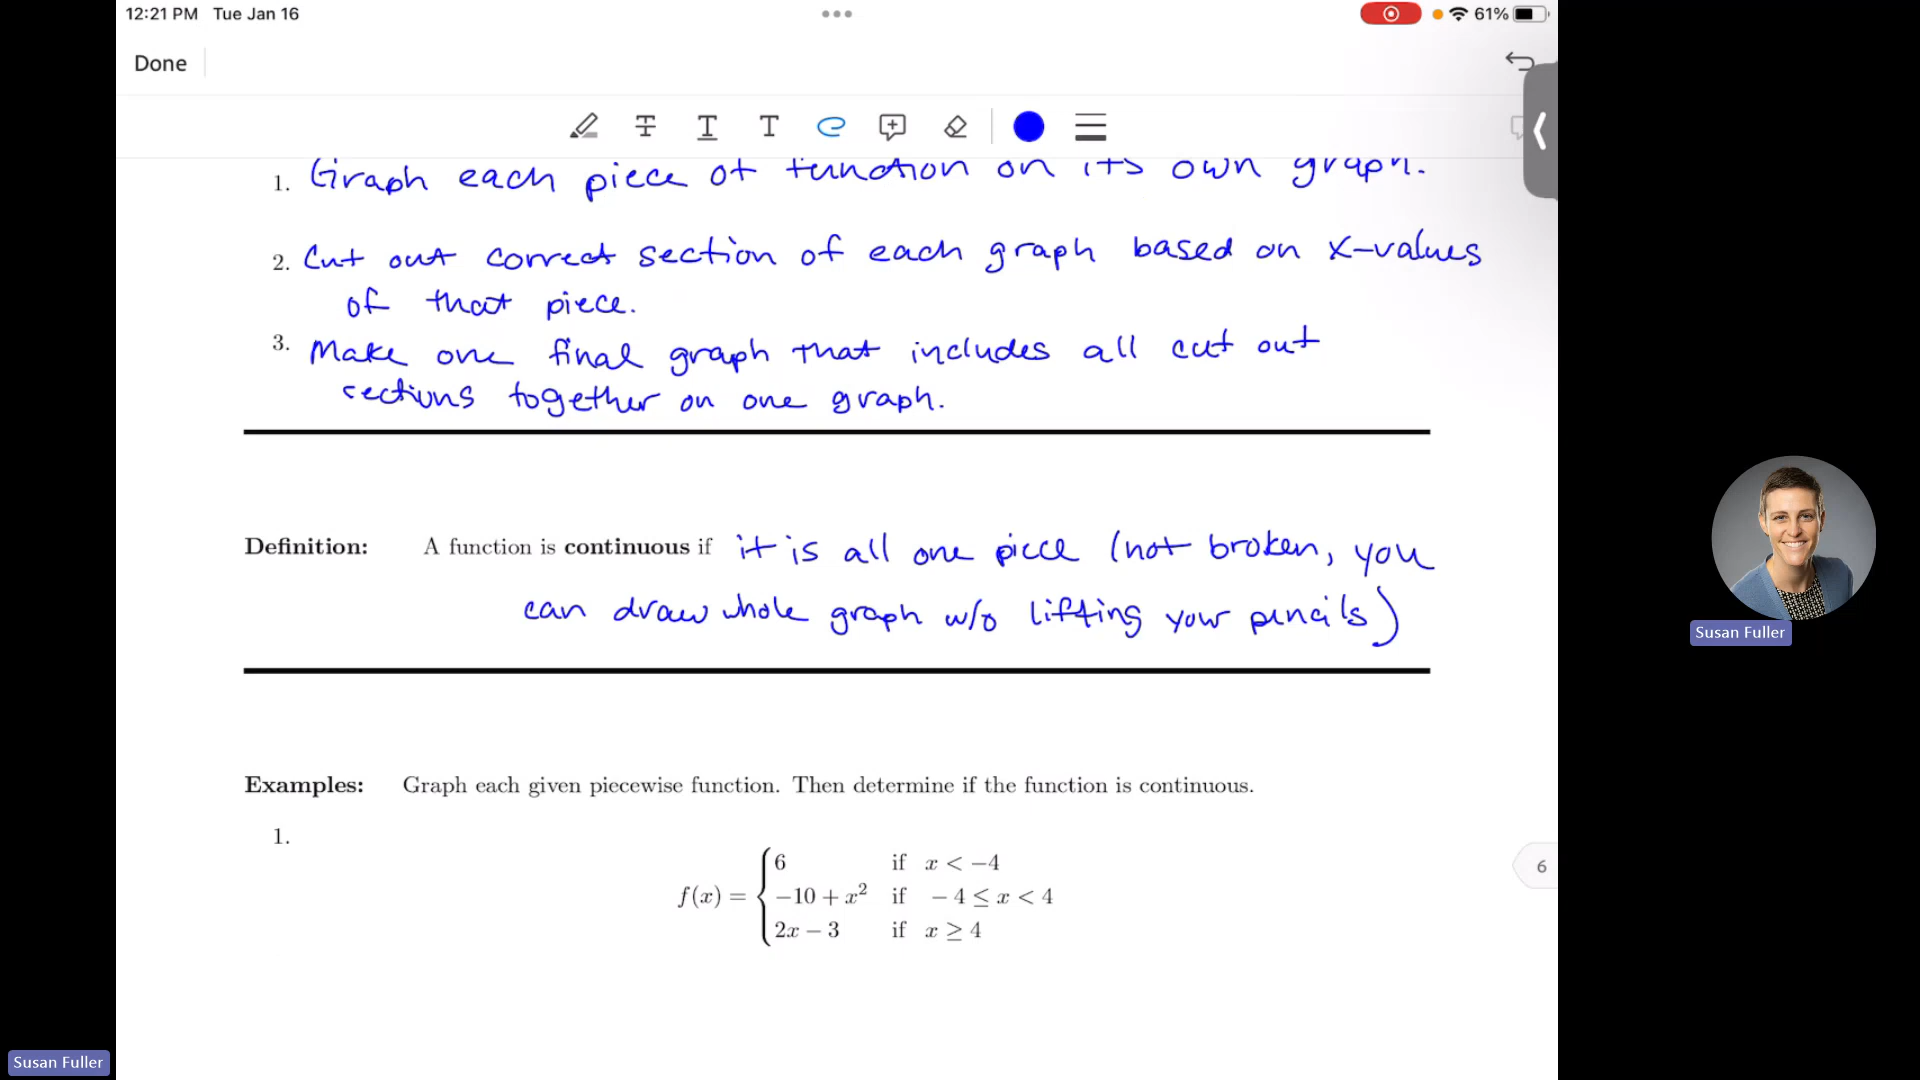 12:21 PM Tue Jan 16
61%
Done
1. Graph each piece of function on its own graph.
2. Cut out correct section of each graph based on x-values
of that piece.
3. Make one final graph that includes all cut out
sections together on one graph.
Definition: A function is continuous if it is all one piece (not broken, you
can draw whole graph w/o lifting your pencils)
Examples: Graph each given piecewise function. Then determine if the function is continuous.
1.
6 if x < −4
f(x) = { −10 + x² if − 4 ≤ x < 4
2x − 3 if x ≥ 4
6
Susan Fuller
Susan Fuller